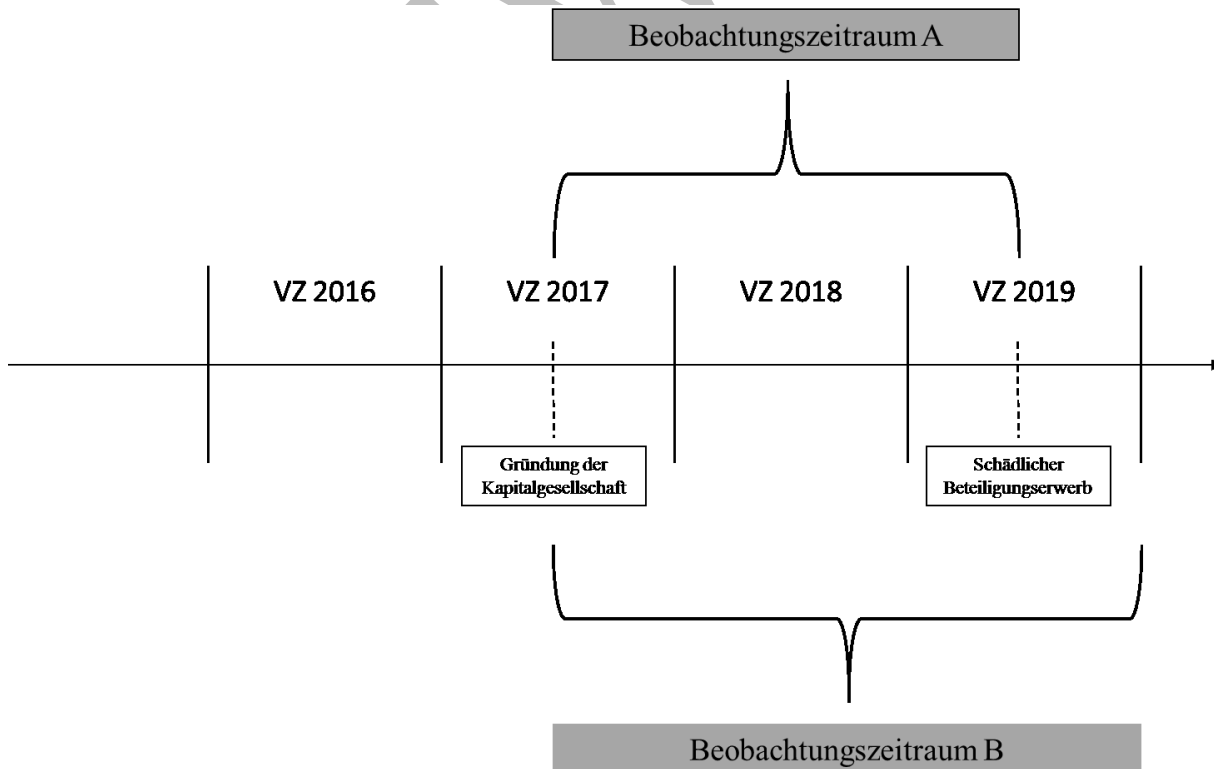 Beobachtungszeitraum A
VZ 2016
VZ 2017
VZ 2018
VZ 2019
Gründung der
Kapitalgesellschaft
Schädlicher
Beteiligungserwerb
Beobachtungszeitraum B